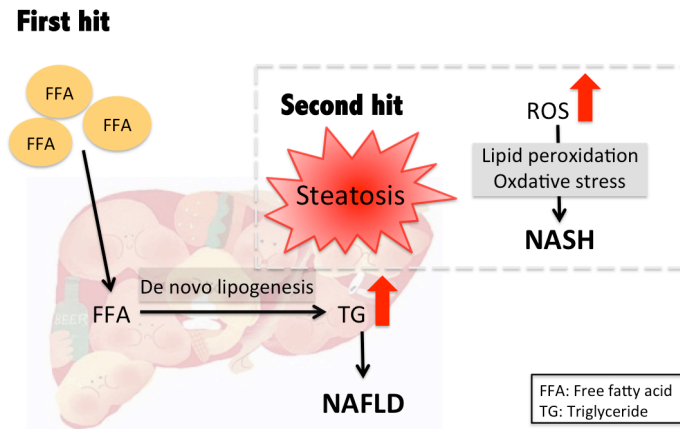 First hit
FFA
FFA
FFA
Second hit
Steatosis
ROS
Lipid peroxidation
Oxdative stress
NASH
De novo lipogenesis
FFA
TG
BEER
NAFLD
FFA: Free fatty acid
TG: Triglyceride